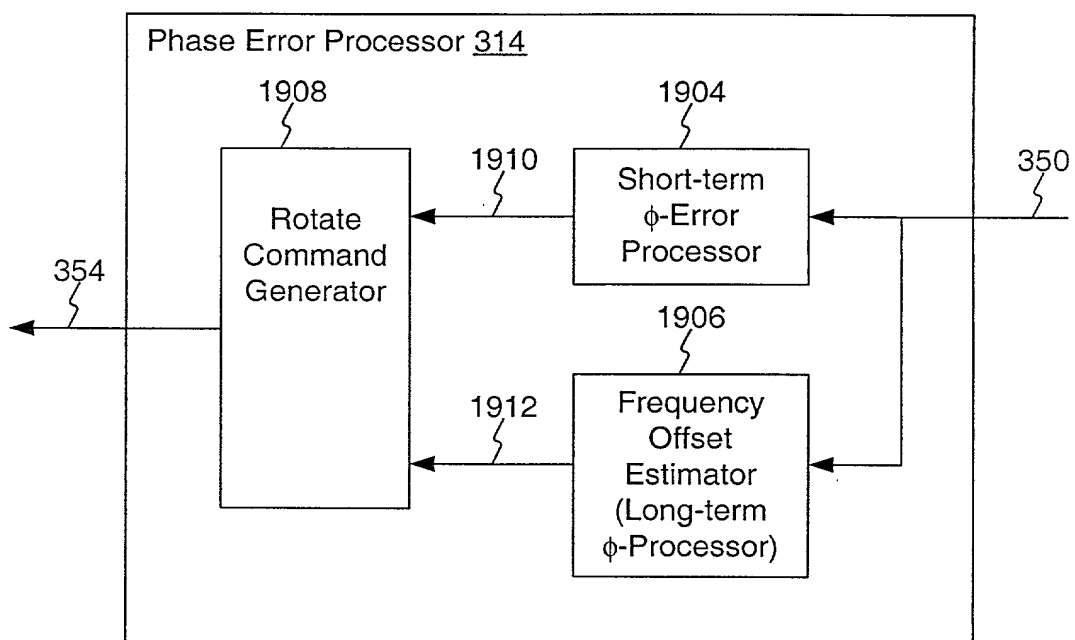 Phase Error Processor 314
1908
1904
1910
350
Short-term
ϕ-Error
Processor
Rotate
Command
Generator
354
1906
1912
Frequency
Offset
Estimator
(Long-term
ϕ-Processor)